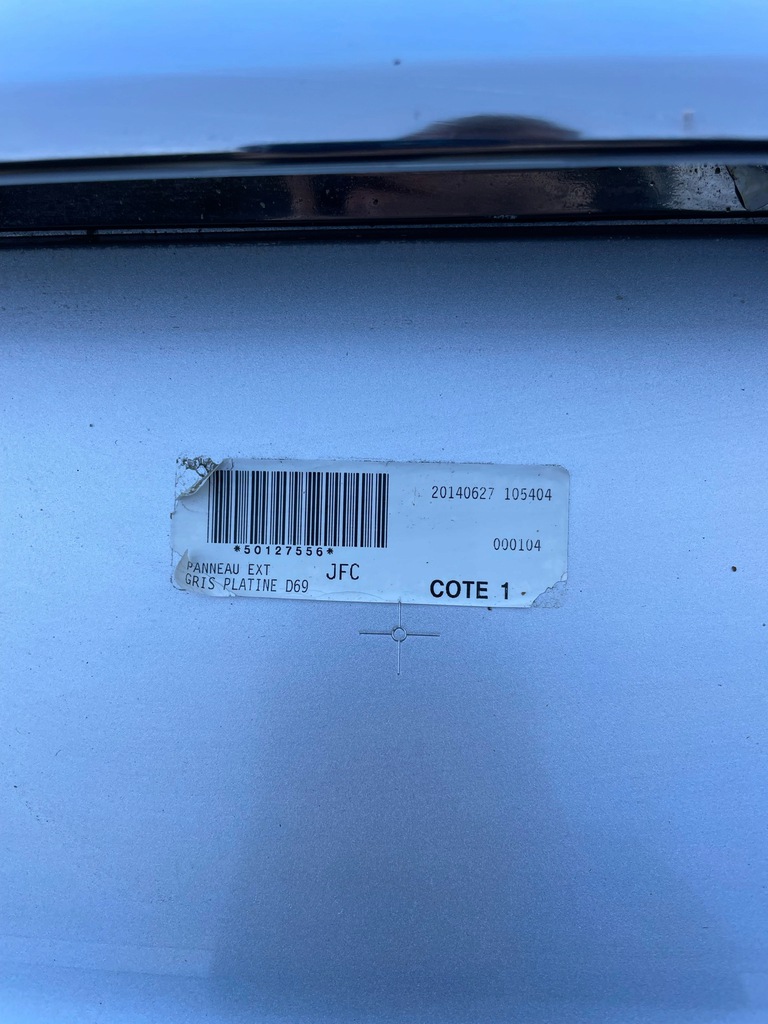 20140627 105404
*50127556*
000104
PANNEAU EXT JFC
GRIS PLATINE D69
COTE 1